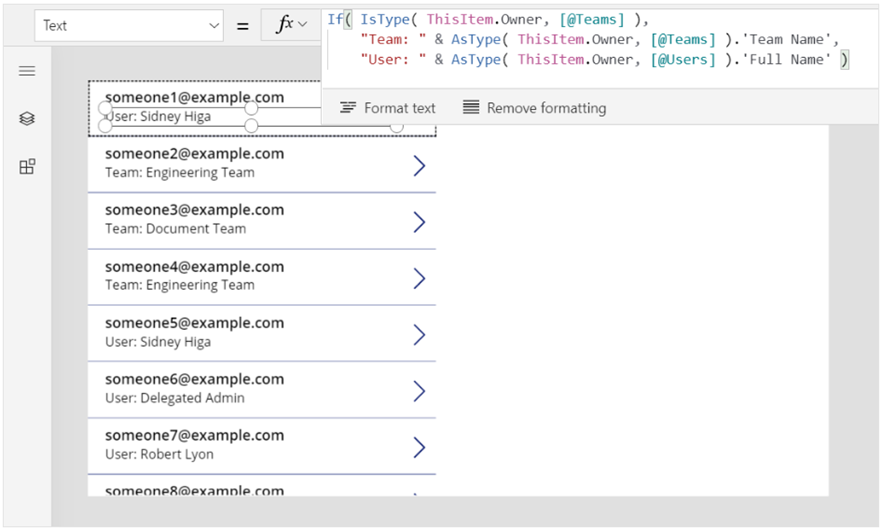 Text
=
fx
If( IsType( ThisItem.Owner, [@Teams] ),
"Team: " & AsType( ThisItem.Owner, [@Teams] ).'Team Name',
"User: " & AsType( ThisItem.Owner, [@Users] ).'Full Name' )
Format text
Remove formatting
someone1@example.com
User: Sidney Higa
someone2@example.com
Team: Engineering Team
someone3@example.com
Team: Document Team
someone4@example.com
Team: Engineering Team
someone5@example.com
User: Sidney Higa
someone6@example.com
User: Delegated Admin
someone7@example.com
User: Robert Lyon
someone8@example.com